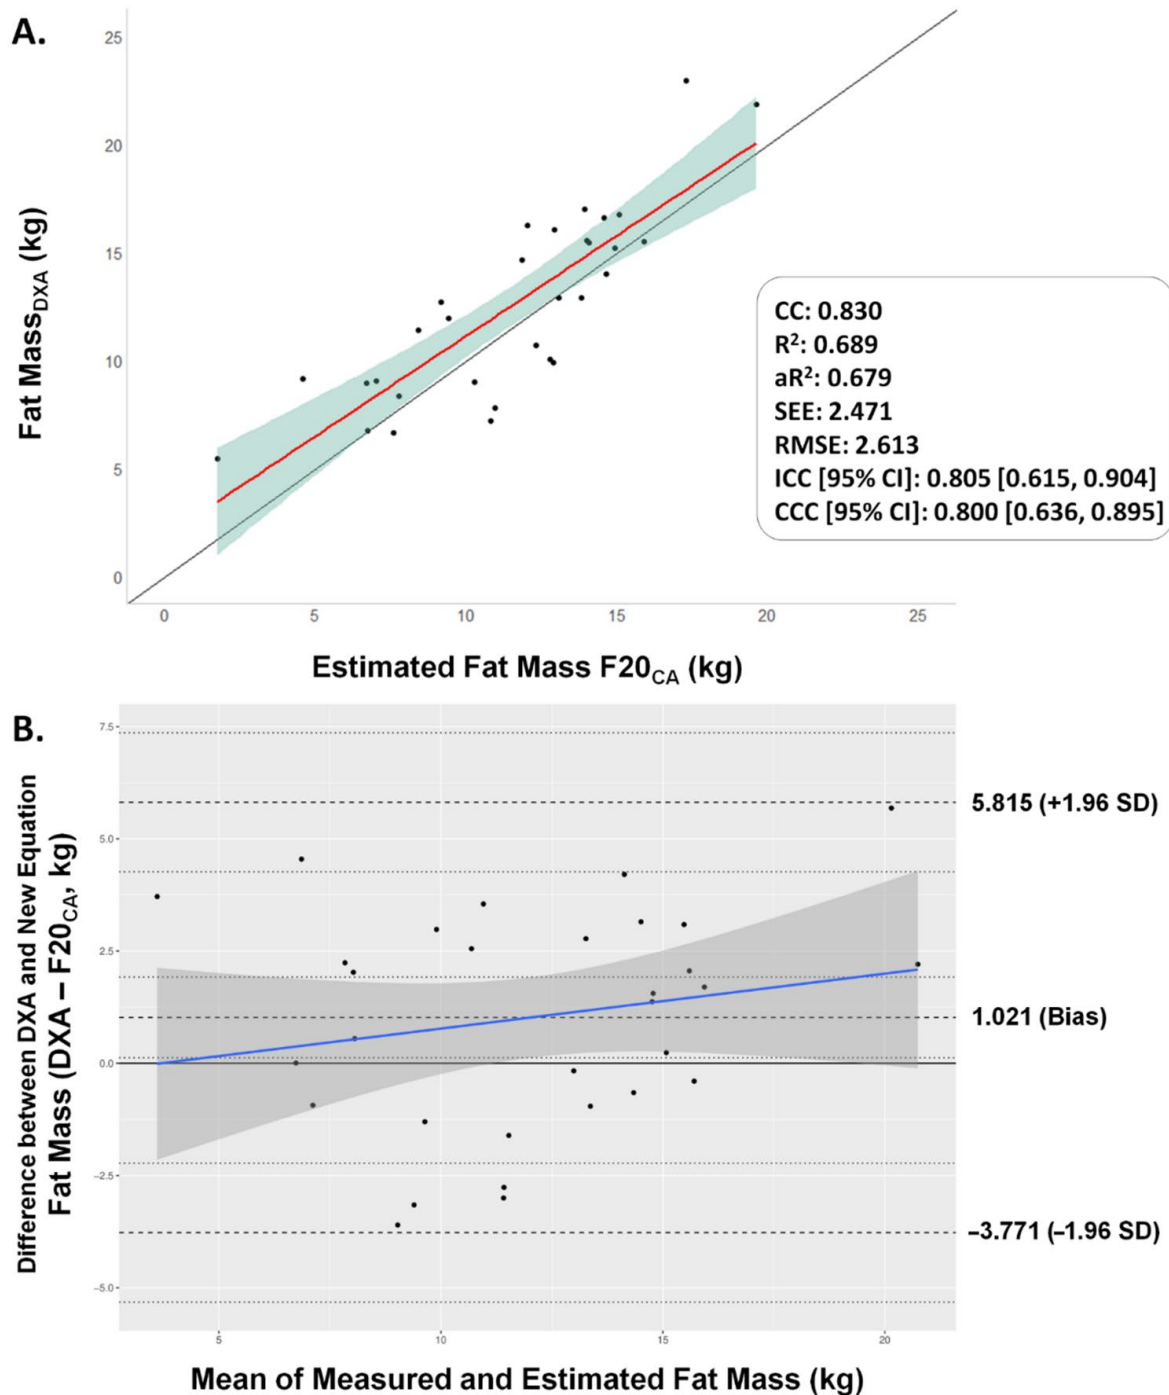 A.
25
20
15
10
5
0
Fat MassDXA (kg)
0 5 10 15 20 25
Estimated Fat Mass F20CA (kg)
CC: 0.830
R²: 0.689
aR²: 0.679
SEE: 2.471
RMSE: 2.613
ICC [95% CI]: 0.805 [0.615, 0.904]
CCC [95% CI]: 0.800 [0.636, 0.895]
B.
Difference between DXA and New Equation
Fat Mass (DXA – F20CA, kg)
7.5
5.0
2.5
0.0
−2.5
−5.0
5.815 (+1.96 SD)
1.021 (Bias)
–3.771 (–1.96 SD)
5 10 15 20
Mean of Measured and Estimated Fat Mass (kg)